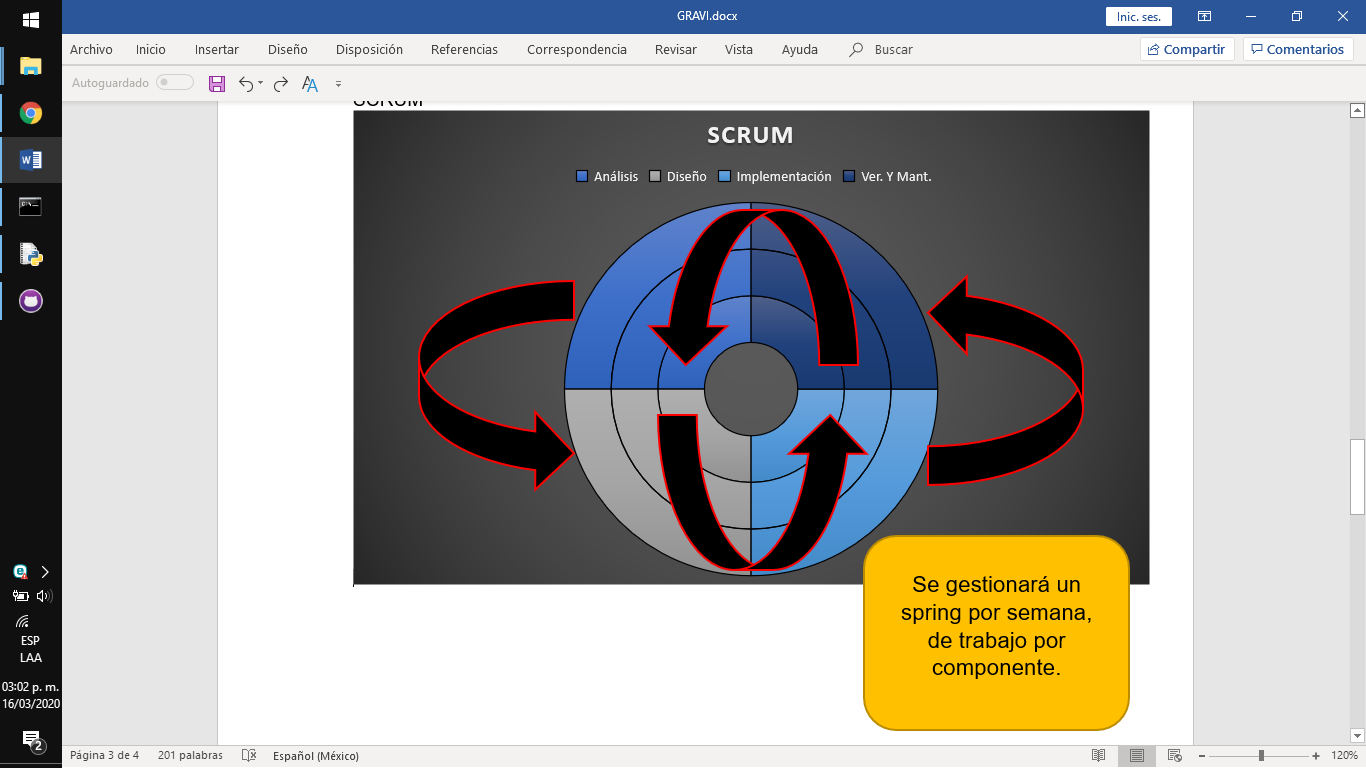 GRAVI.docx
Inic. ses.
Archivo Inicio Insertar Diseño Disposición Referencias Correspondencia Revisar Vista Ayuda Buscar Compartir Comentarios
Autoguardado
SCRUM
SCRUM
Análisis Diseño Implementación Ver. Y Mant.
Se gestionará un
spring por semana,
de trabajo por
componente.
ESP
LAA
03:02 p. m.
16/03/2020
2
Página 3 de 4 201 palabras Español (México) 120%